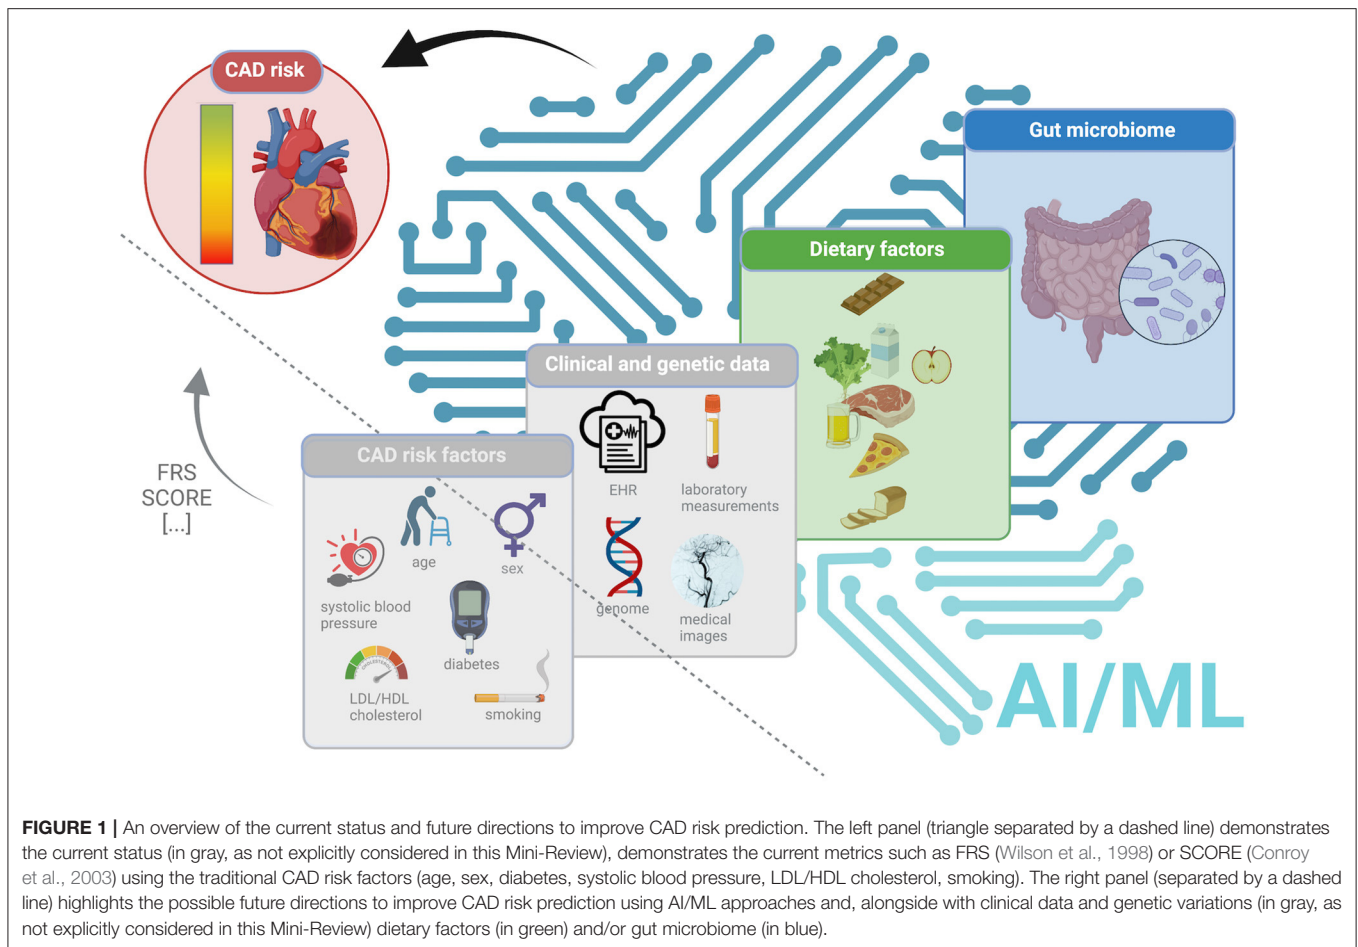 CAD risk
Gut microbiome
Dietary factors
Clinical and genetic data
EHR
laboratory
measurements
genome
medical
images
CAD risk factors
age
sex
systolic blood
pressure
diabetes
CHOLESTEROL
LDL/HDL
cholesterol
smoking
FRS
SCORE
[...]
AI/ML
FIGURE 1 | An overview of the current status and future directions to improve CAD risk prediction. The left panel (triangle separated by a dashed line) demonstrates
the current status (in gray, as not explicitly considered in this Mini-Review), demonstrates the current metrics such as FRS (Wilson et al., 1998) or SCORE (Conroy
et al., 2003) using the traditional CAD risk factors (age, sex, diabetes, systolic blood pressure, LDL/HDL cholesterol, smoking). The right panel (separated by a dashed
line) highlights the possible future directions to improve CAD risk prediction using AI/ML approaches and, alongside with clinical data and genetic variations (in gray, as
not explicitly considered in this Mini-Review) dietary factors (in green) and/or gut microbiome (in blue).